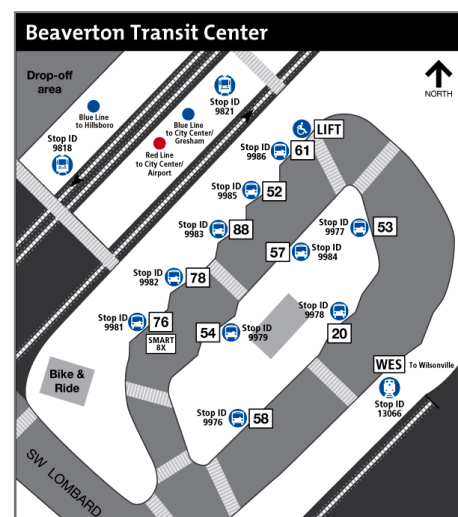 Beaverton Transit Center
Drop-off
area
NORTH
Stop ID
9821
Blue Line
to Hillsboro
Blue Line
to City Center/
Gresham
Stop ID
9818
Red Line
to City Center/
Airport
LIFT
Stop ID
9986
61
Stop ID
9985
52
Stop ID
9983
88
Stop ID
9977
53
57
Stop ID
9984
Stop ID
9982
78
Stop ID
9978
20
Stop ID
9981
76
SMART
8X
54
Stop ID
9979
WES
To Wilsonville
Stop ID
13066
Bike &
Ride
Stop ID
9976
58
SW LOMBARD